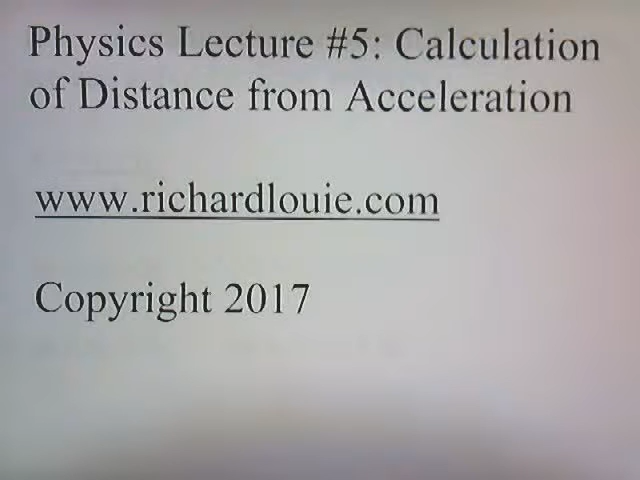 Physics Lecture #5: Calculation
of Distance from Acceleration
www.richardlouie.com
Copyright 2017